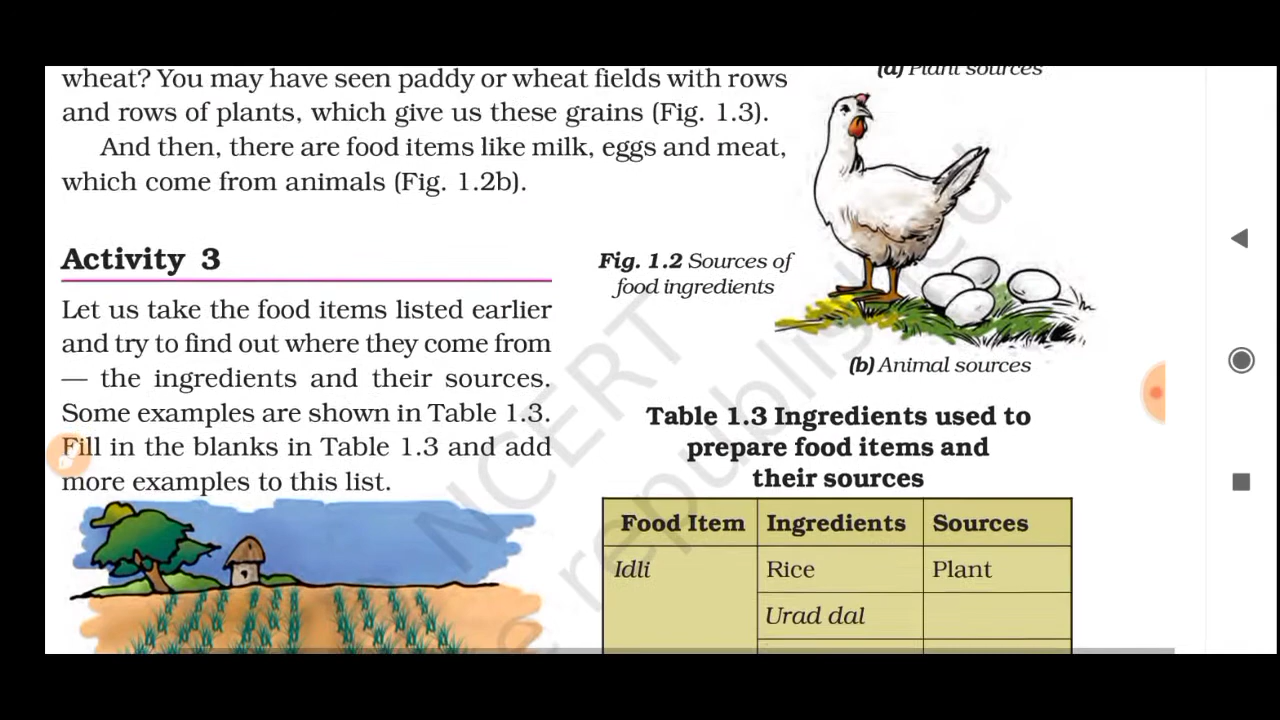 wheat? You may have seen paddy or wheat fields with rows
and rows of plants, which give us these grains (Fig. 1.3).
And then, there are food items like milk, eggs and meat,
which come from animals (Fig. 1.2b).
Activity 3
Let us take the food items listed earlier
and try to find out where they come from
— the ingredients and their sources.
Some examples are shown in Table 1.3.
Fill in the blanks in Table 1.3 and add
more examples to this list.
(a) Plant sources
Fig. 1.2 Sources of
food ingredients
(b) Animal sources
Table 1.3 Ingredients used to
prepare food items and
their sources
Food Item Ingredients Sources
Idli Rice Plant
Urad dal
NCERT
republished